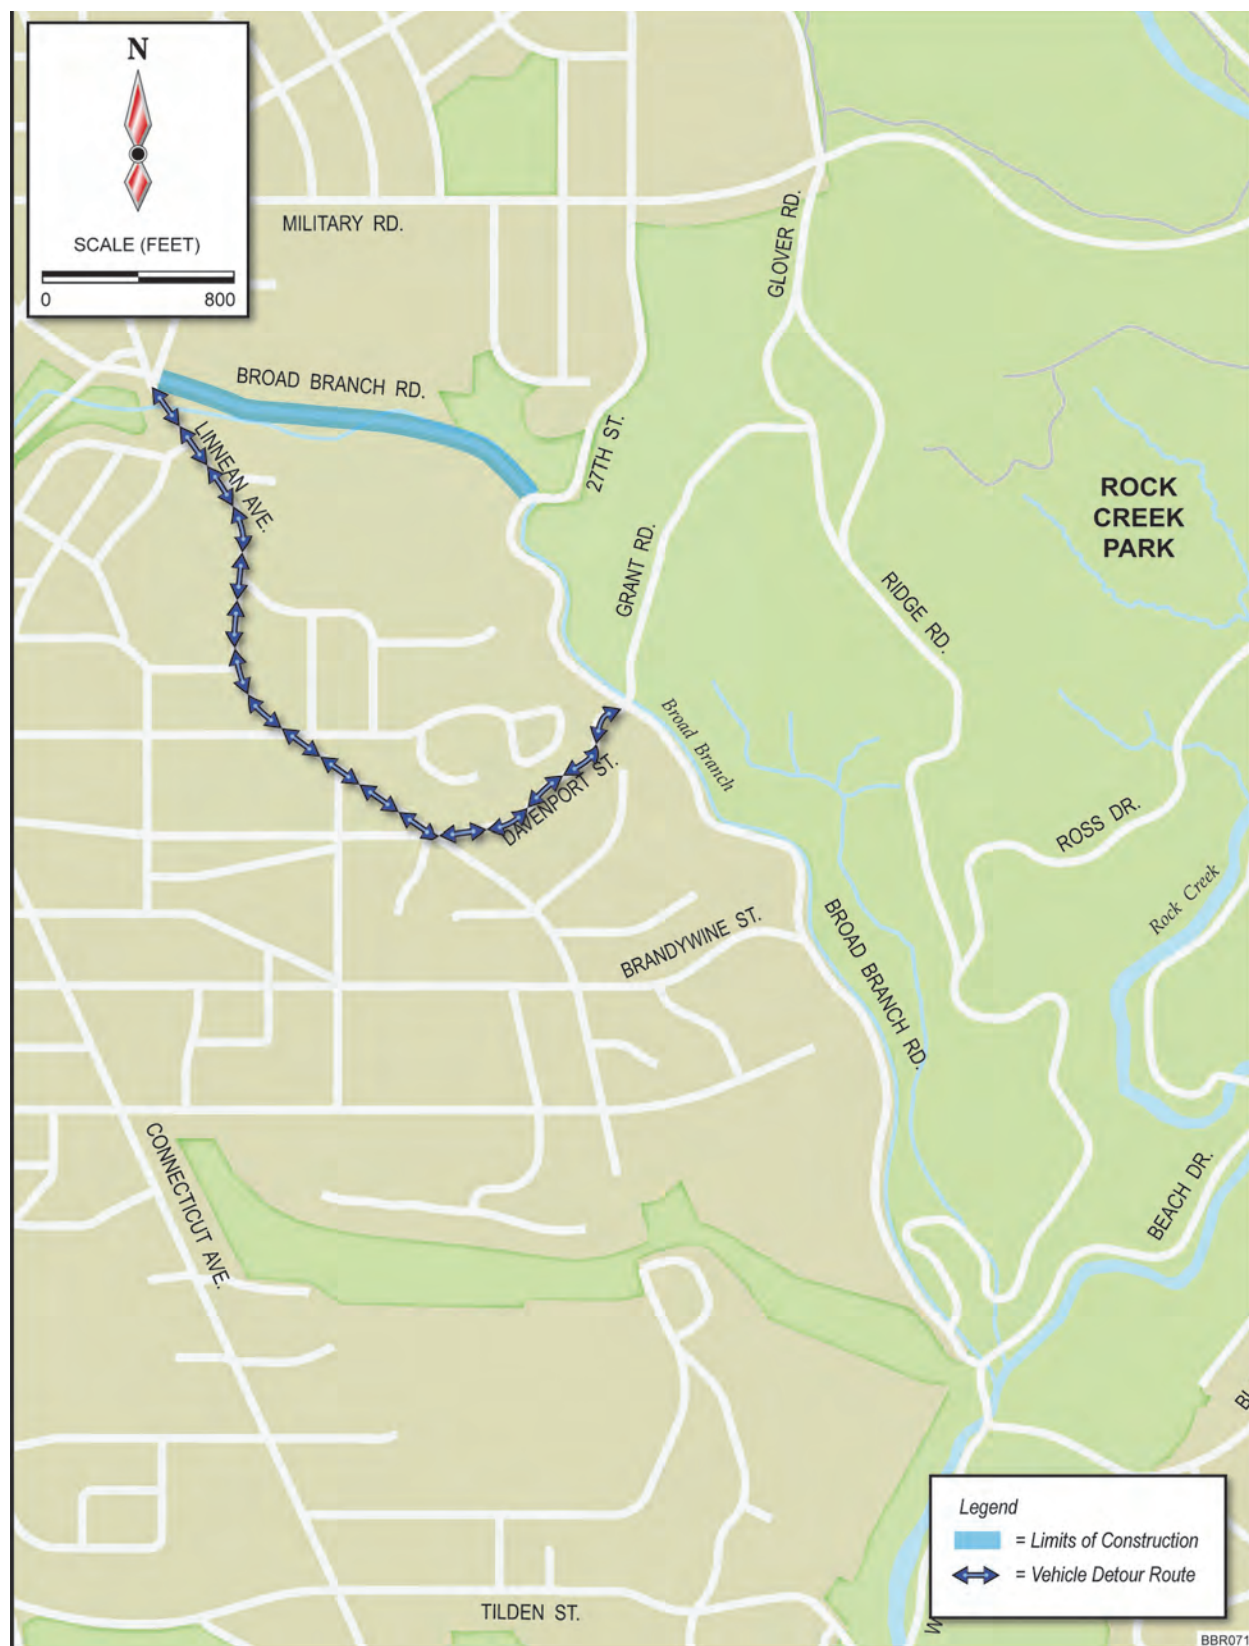 N
SCALE (FEET)
0 800
MILITARY RD.
GLOVER RD.
BROAD BRANCH RD.
LINNEAN AVE.
27TH ST.
GRANT RD.
ROCK
CREEK
PARK
RIDGE RD.
Broad Branch
DAVENPORT ST.
ROSS DR.
Rock Creek
BRANDYWINE ST.
BROAD BRANCH RD.
CONNECTICUT AVE.
BEACH DR.
Legend
= Limits of Construction
= Vehicle Detour Route
TILDEN ST.
BBR071